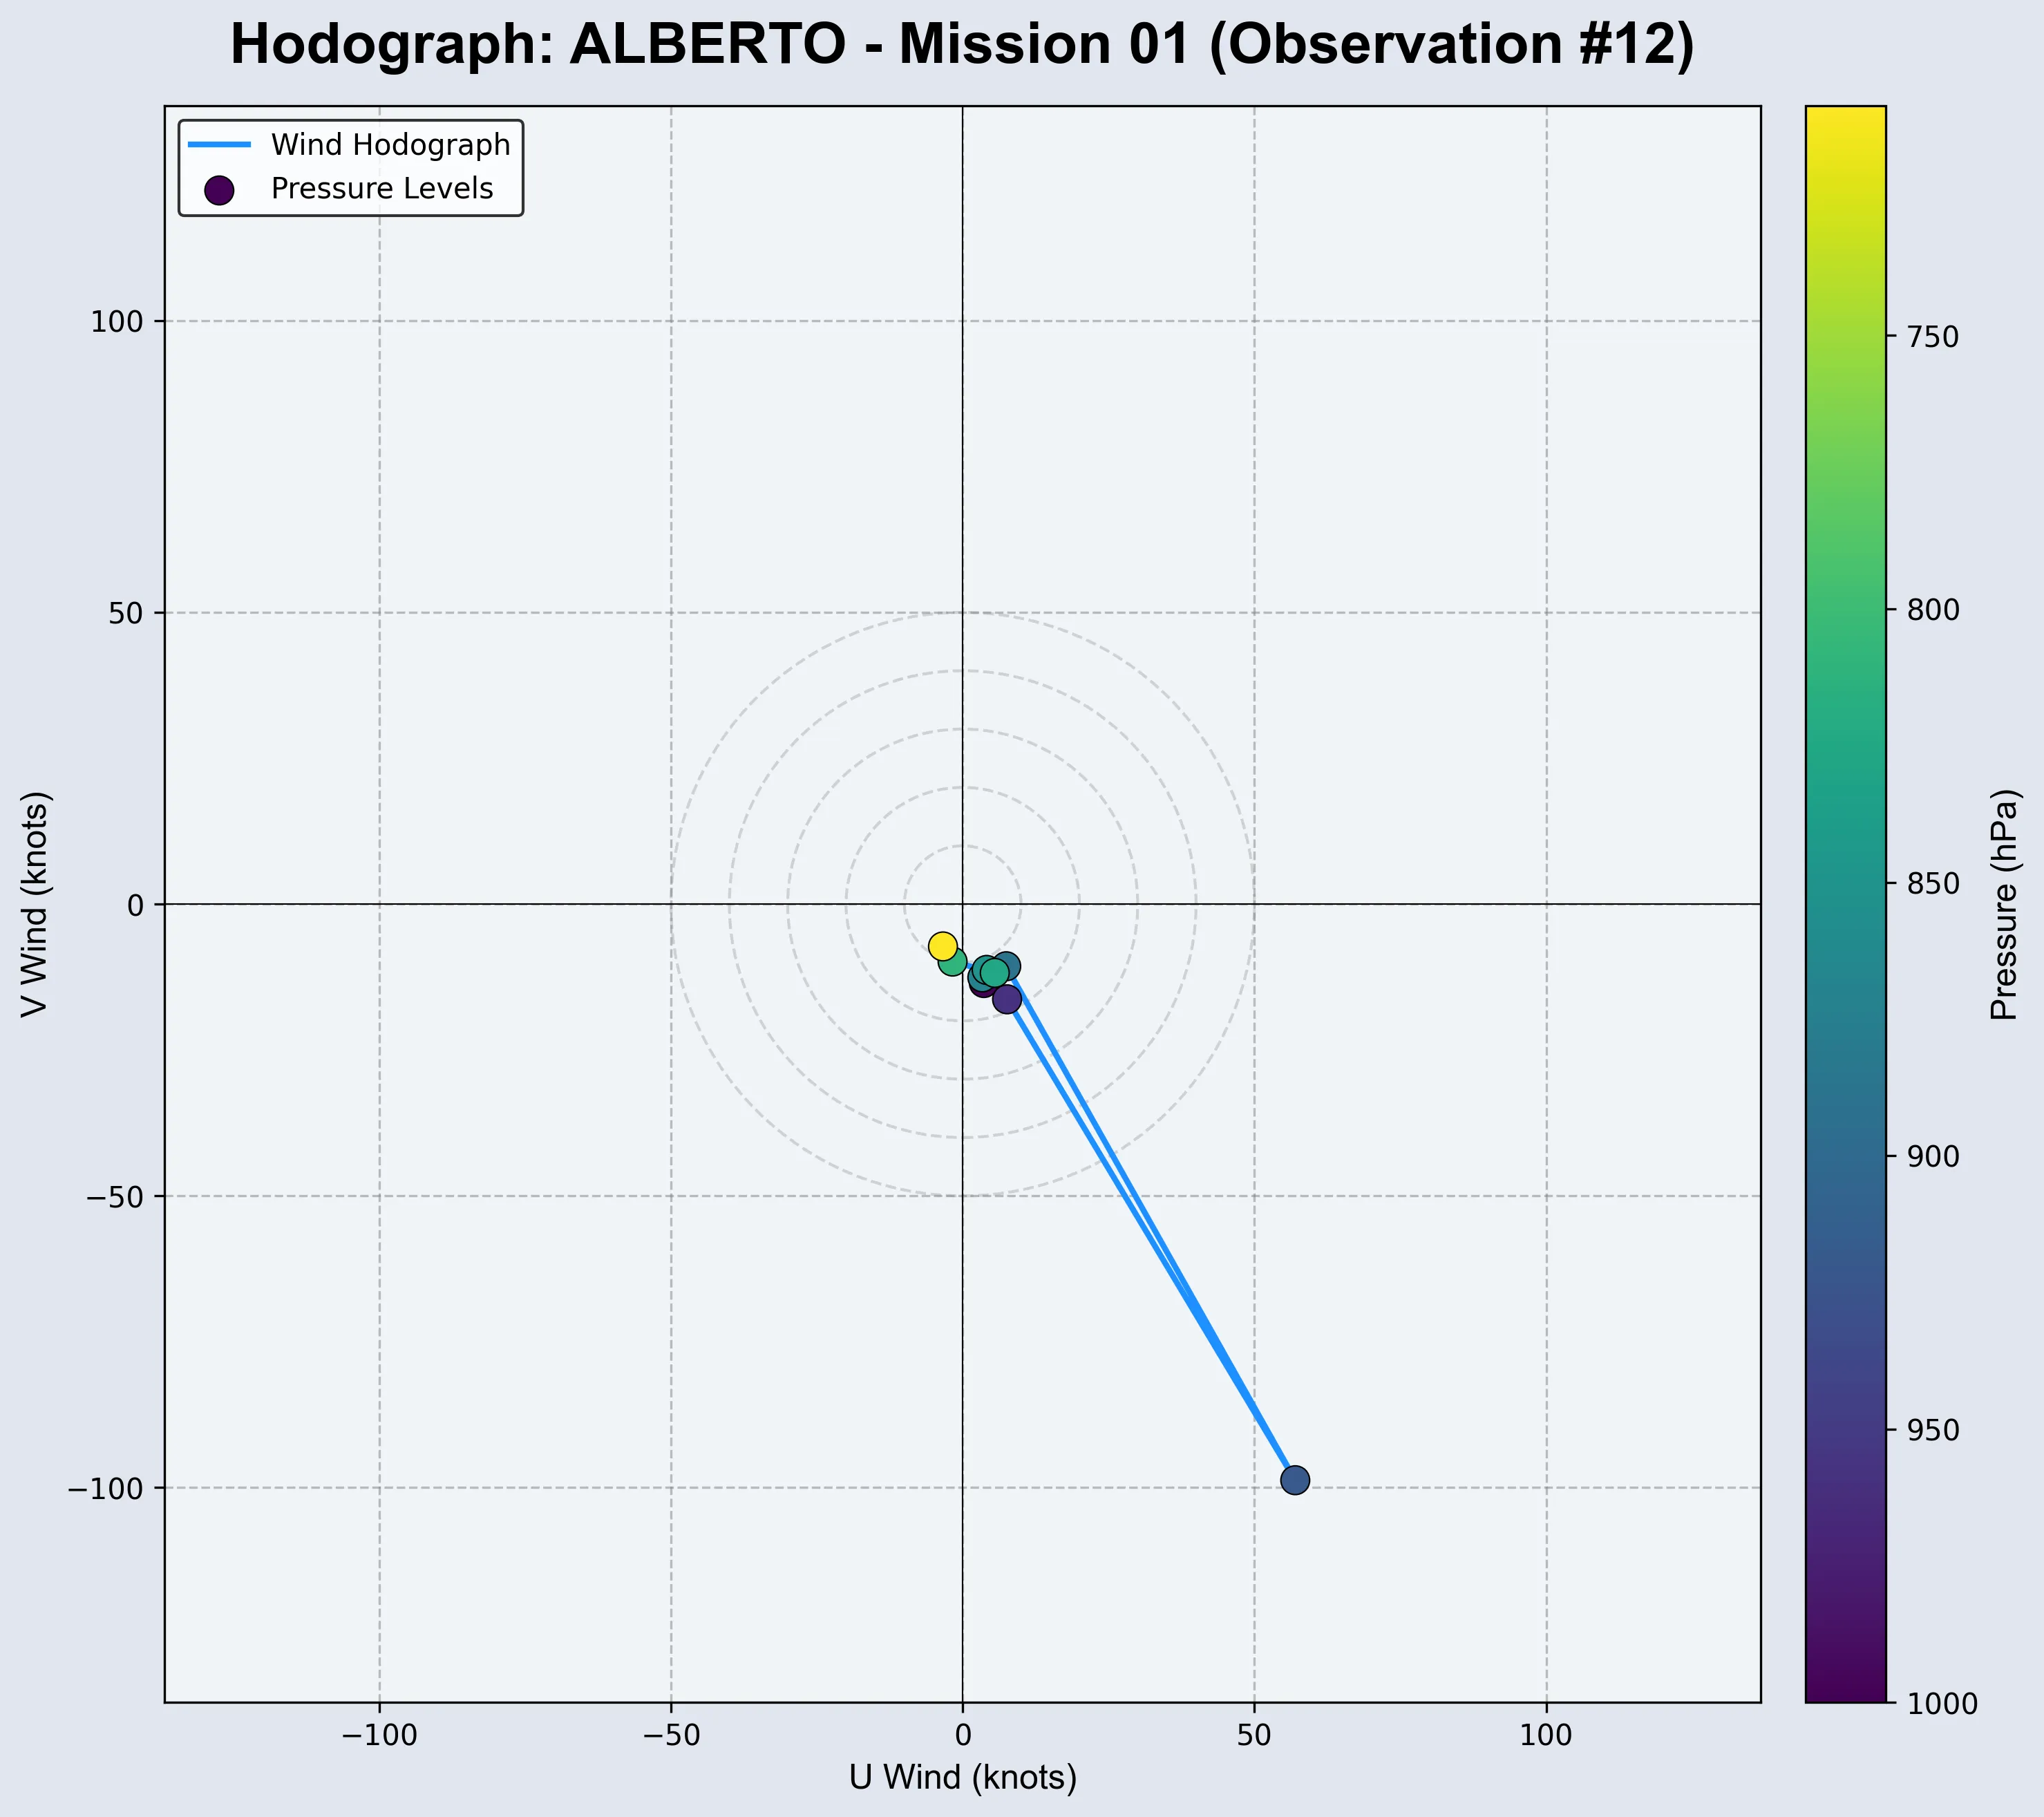 Hodograph: ALBERTO - Mission 01 (Observation #12)
Wind Hodograph
Pressure Levels
100
50
0
−50
−100
V Wind (knots)
−100
−50
0
50
100
U Wind (knots)
750
800
850
900
950
1000
Pressure (hPa)